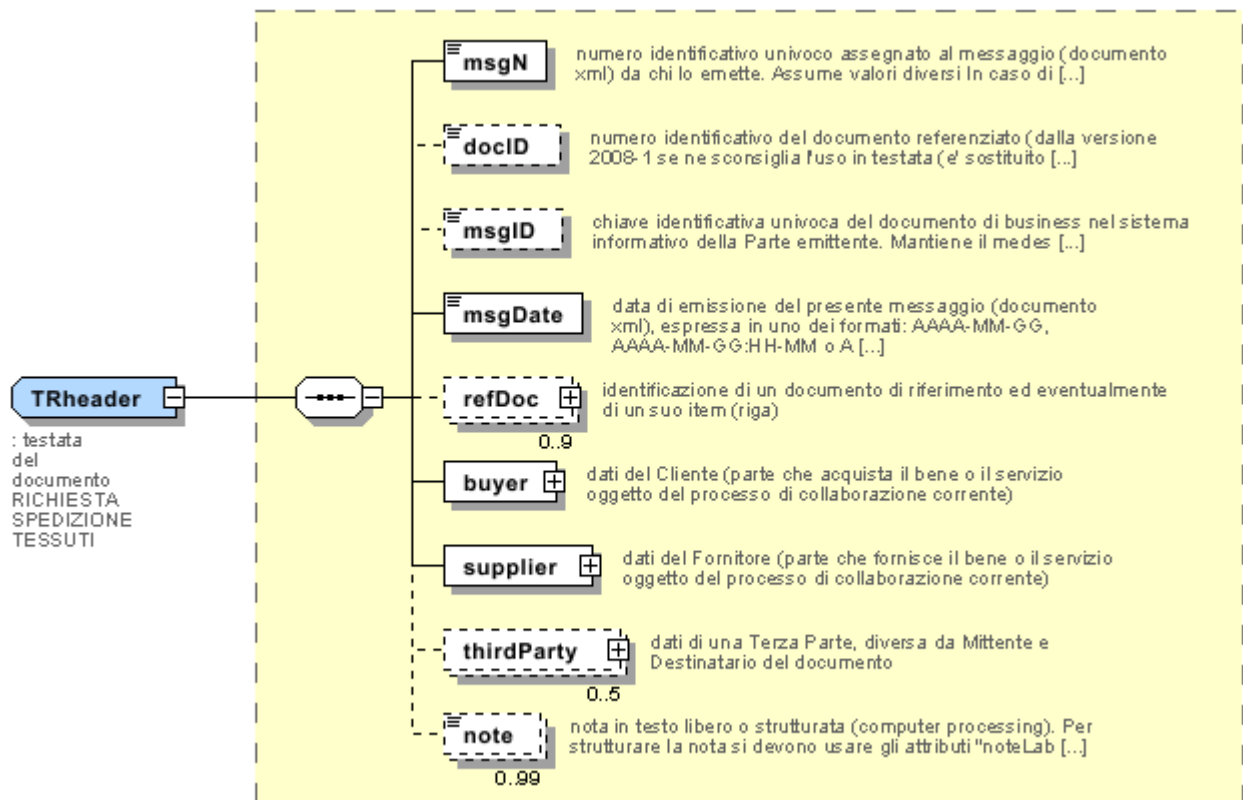 msgN
numero identificativo univoco assegnato al messaggio (documento
xml) da chi lo emette. Assume valori diversi In caso di [...]
docID
numero identificativo del documento referenziato (dalla versione
2008-1 se ne sconsiglia l'uso in testata (e' sostituito [...]
msgID
chiave identificativa univoca del documento di business nel sistema
informativo della Parte emittente. Mantiene il medes [...]
msgDate
data di emissione del presente messaggio (documento
xml), espressa in uno dei formati: AAAA-MM-GG,
AAAA-MM-GG:HH-MM o A [...]
TRheader
: testata
del
documento
RICHIESTA
SPEDIZIONE
TESSUTI
refDoc
0..9
identificazione di un documento di riferimento ed eventualmente
di un suo item (riga)
buyer
dati del Cliente (parte che acquista il bene o il servizio
oggetto del processo di collaborazione corrente)
supplier
dati del Fornitore (parte che fornisce il bene o il servizio
oggetto del processo di collaborazione corrente)
thirdParty
0..5
dati di una Terza Parte, diversa da Mittente e
Destinatario del documento
note
0..99
nota in testo libero o strutturata (computer processing). Per
strutturare la nota si devono usare gli attributi "noteLab [...]